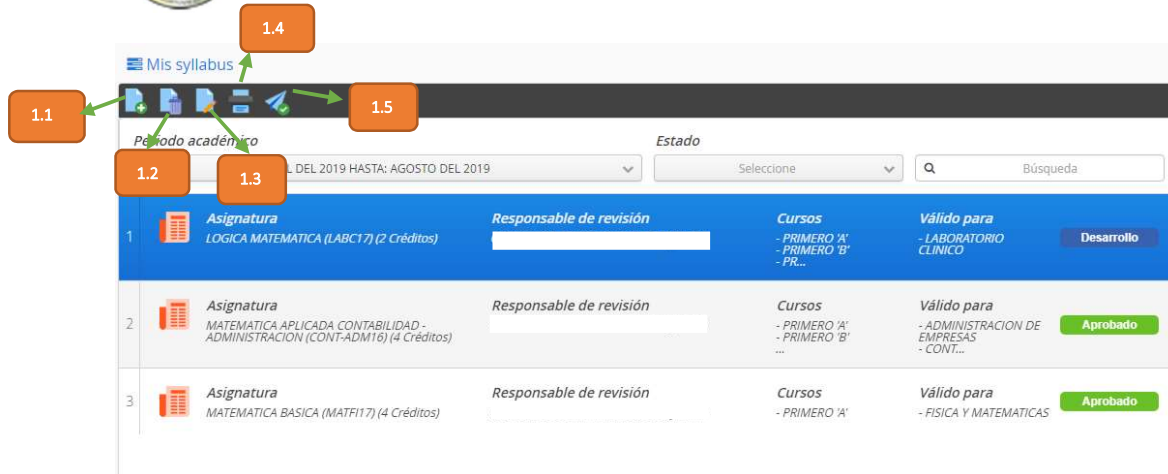 1.4
Mis syllabus
1.1
1.5
Periodo académico
Estado
1.2
1.3
DEL 2019 HASTA: AGOSTO DEL 2019
Seleccione
Búsqueda
1
Asignatura
Responsable de revisión
Cursos
Válido para
LOGICA MATEMATICA (LABC17) (2 Créditos)
- PRIMERO 'A'
- PRIMERO 'B'
- PR...
- LABORATORIO
CLINICO
Desarrollo
2
Asignatura
Responsable de revisión
Cursos
Válido para
MATEMATICA APLICADA CONTABILIDAD -
ADMINISTRACION (CONT-ADM16) (4 Créditos)
- PRIMERO 'A'
- PRIMERO 'B'
...
- ADMINISTRACION DE
EMPRESAS
- CONT...
Aprobado
3
Asignatura
Responsable de revisión
Cursos
Válido para
MATEMATICA BASICA (MATFI17) (4 Créditos)
- PRIMERO 'A'
- FISICA Y MATEMATICAS
Aprobado